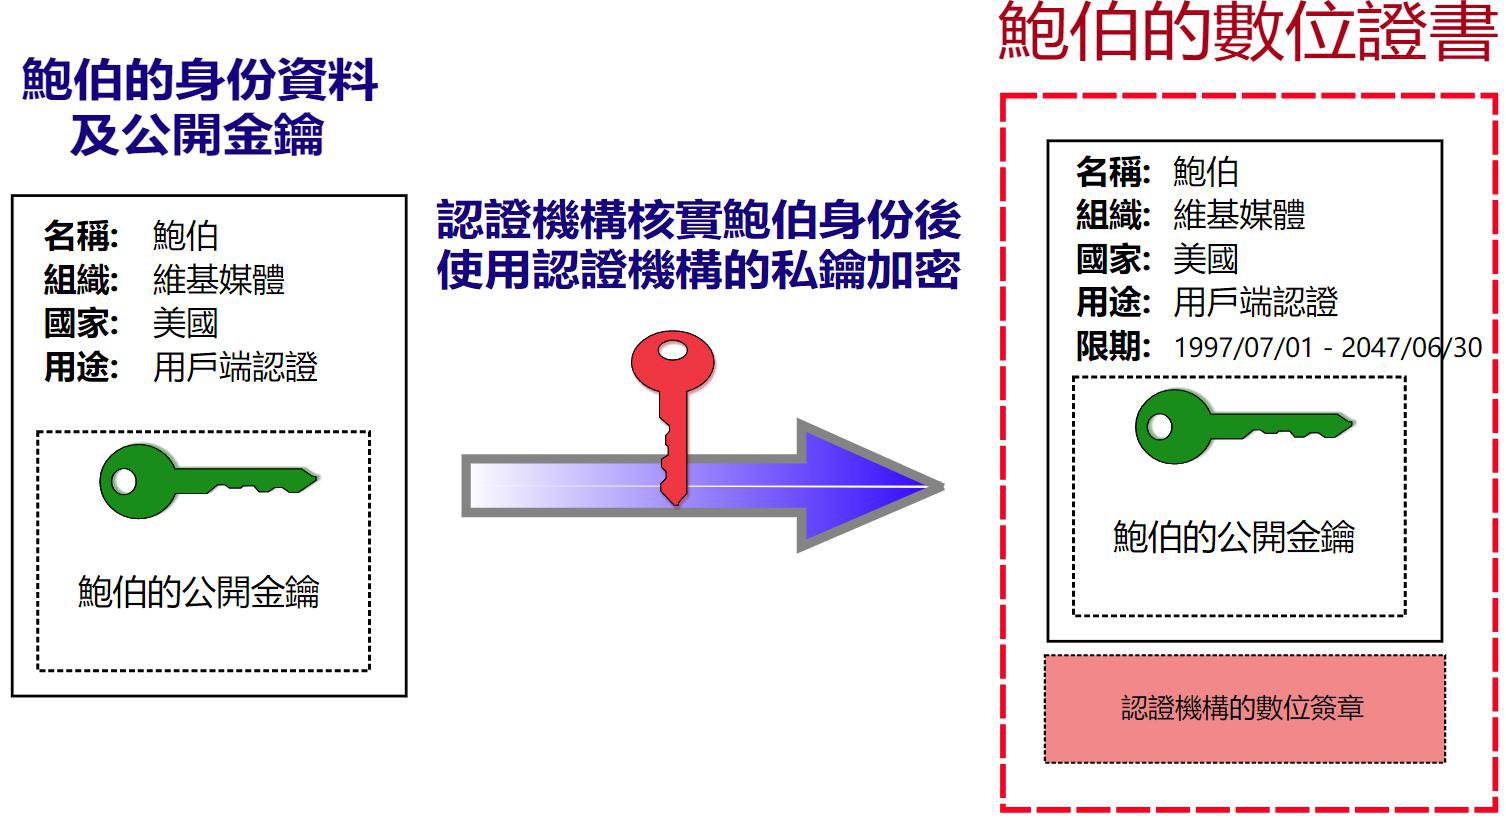 鮑伯的身份資料
及公開金鑰
名稱: 鮑伯
組織: 維基媒體
國家: 美國
用途: 用戶端認證
鮑伯的公開金鑰
認證機構核實鮑伯身份後
使用認證機構的私鑰加密
鮑伯的數位證書
名稱: 鮑伯
組織: 維基媒體
國家: 美國
用途: 用戶端認證
限期: 1997/07/01 - 2047/06/30
鮑伯的公開金鑰
認證機構的數位簽章